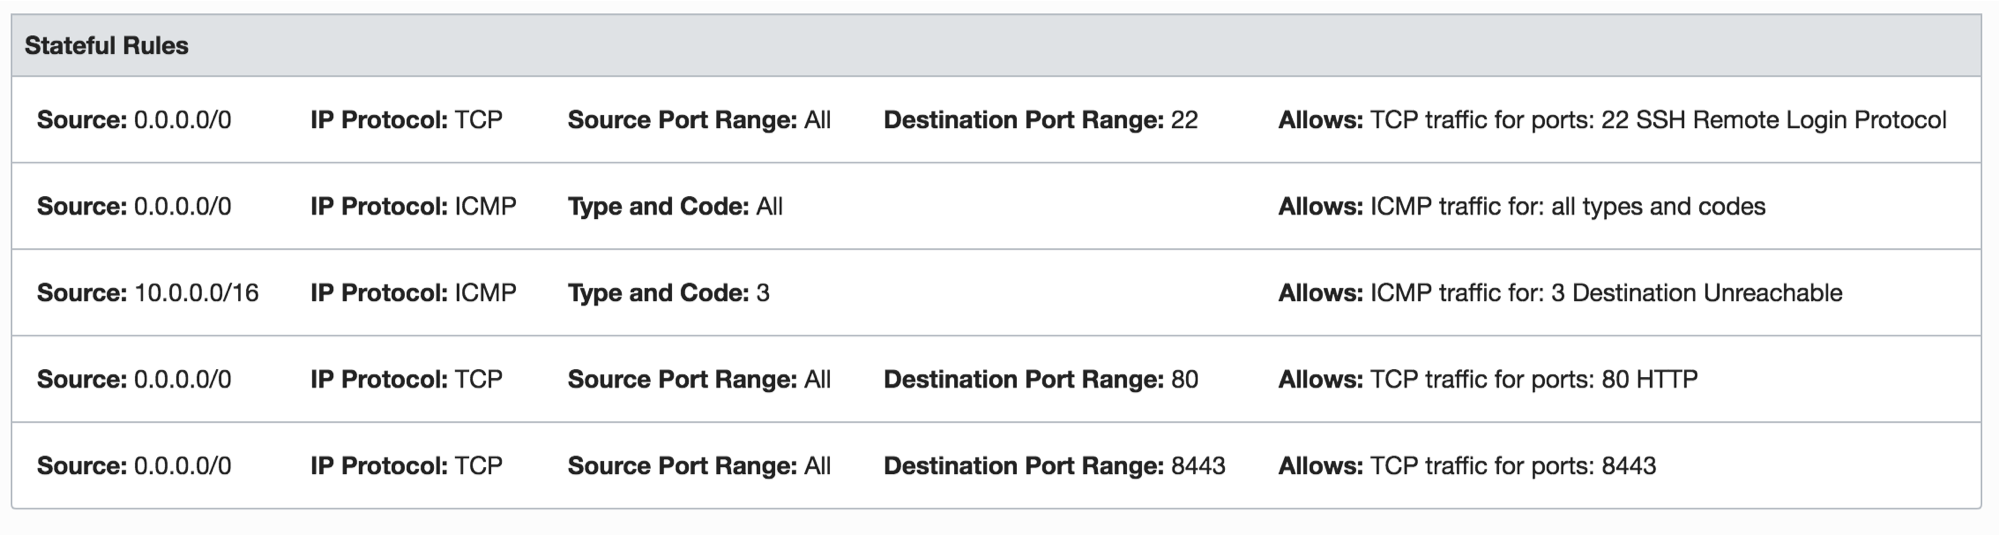 Stateful Rules
Source: 0.0.0.0/0 IP Protocol: TCP Source Port Range: All Destination Port Range: 22 Allows: TCP traffic for ports: 22 SSH Remote Login Protocol
Source: 0.0.0.0/0 IP Protocol: ICMP Type and Code: All Allows: ICMP traffic for: all types and codes
Source: 10.0.0.0/16 IP Protocol: ICMP Type and Code: 3 Allows: ICMP traffic for: 3 Destination Unreachable
Source: 0.0.0.0/0 IP Protocol: TCP Source Port Range: All Destination Port Range: 80 Allows: TCP traffic for ports: 80 HTTP
Source: 0.0.0.0/0 IP Protocol: TCP Source Port Range: All Destination Port Range: 8443 Allows: TCP traffic for ports: 8443